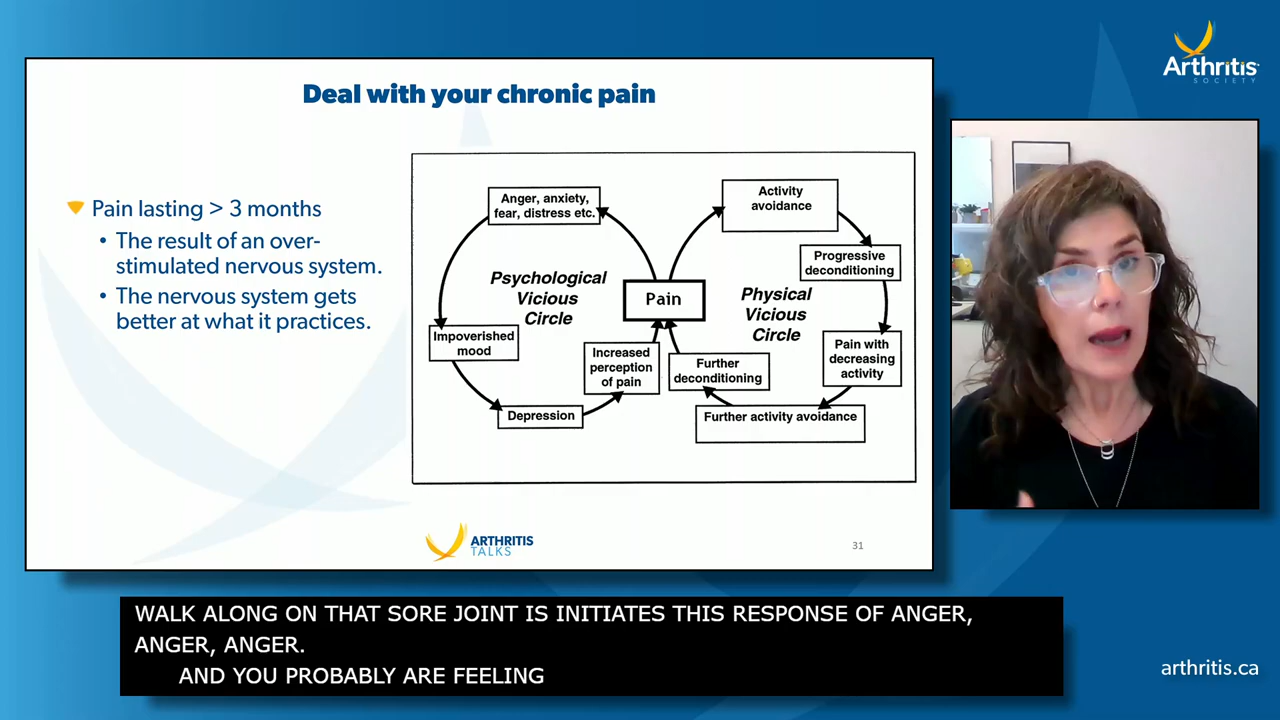 Arthritis
SOCIETY
Deal with your chronic pain
Pain lasting > 3 months
• The result of an over-
stimulated nervous system.
• The nervous system gets
better at what it practices.
Anger, anxiety,
fear, distress etc.
Psychological
Vicious
Circle
Impoverished
mood
Depression
Increased
perception
of pain
Pain
Activity
avoidance
Progressive
deconditioning
Physical
Vicious
Circle
Pain with
decreasing
activity
Further
deconditioning
Further activity avoidance
ARTHRITIS
TALKS
31
WALK ALONG ON THAT SORE JOINT IS INITIATES THIS RESPONSE OF ANGER,
ANGER, ANGER.
AND YOU PROBABLY ARE FEELING
arthritis.ca